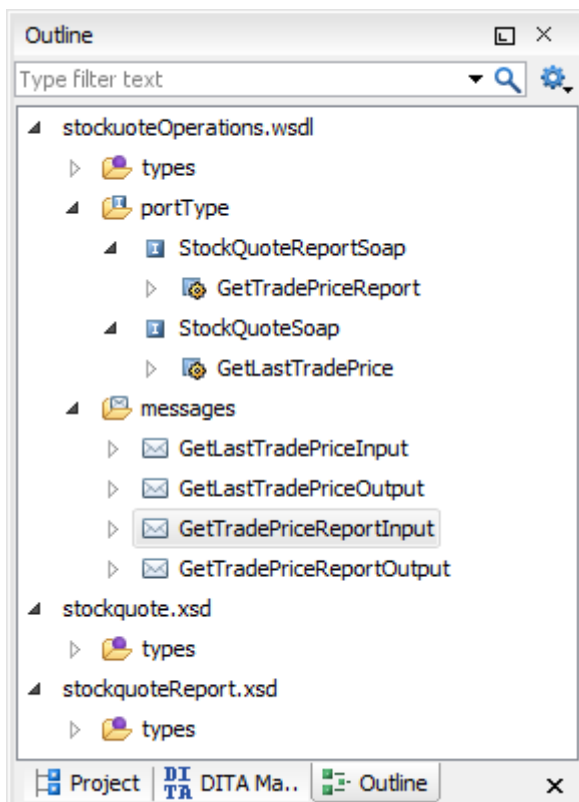 Outline
Type filter text
stockuoteOperations.wsdl
types
portType
StockQuoteReportSoap
GetTradePriceReport
StockQuoteSoap
GetLastTradePrice
messages
GetLastTradePriceInput
GetLastTradePriceOutput
GetTradePriceReportInput
GetTradePriceReportOutput
stockquote.xsd
types
stockquoteReport.xsd
types
Project DITA DITA Ma.. Outline